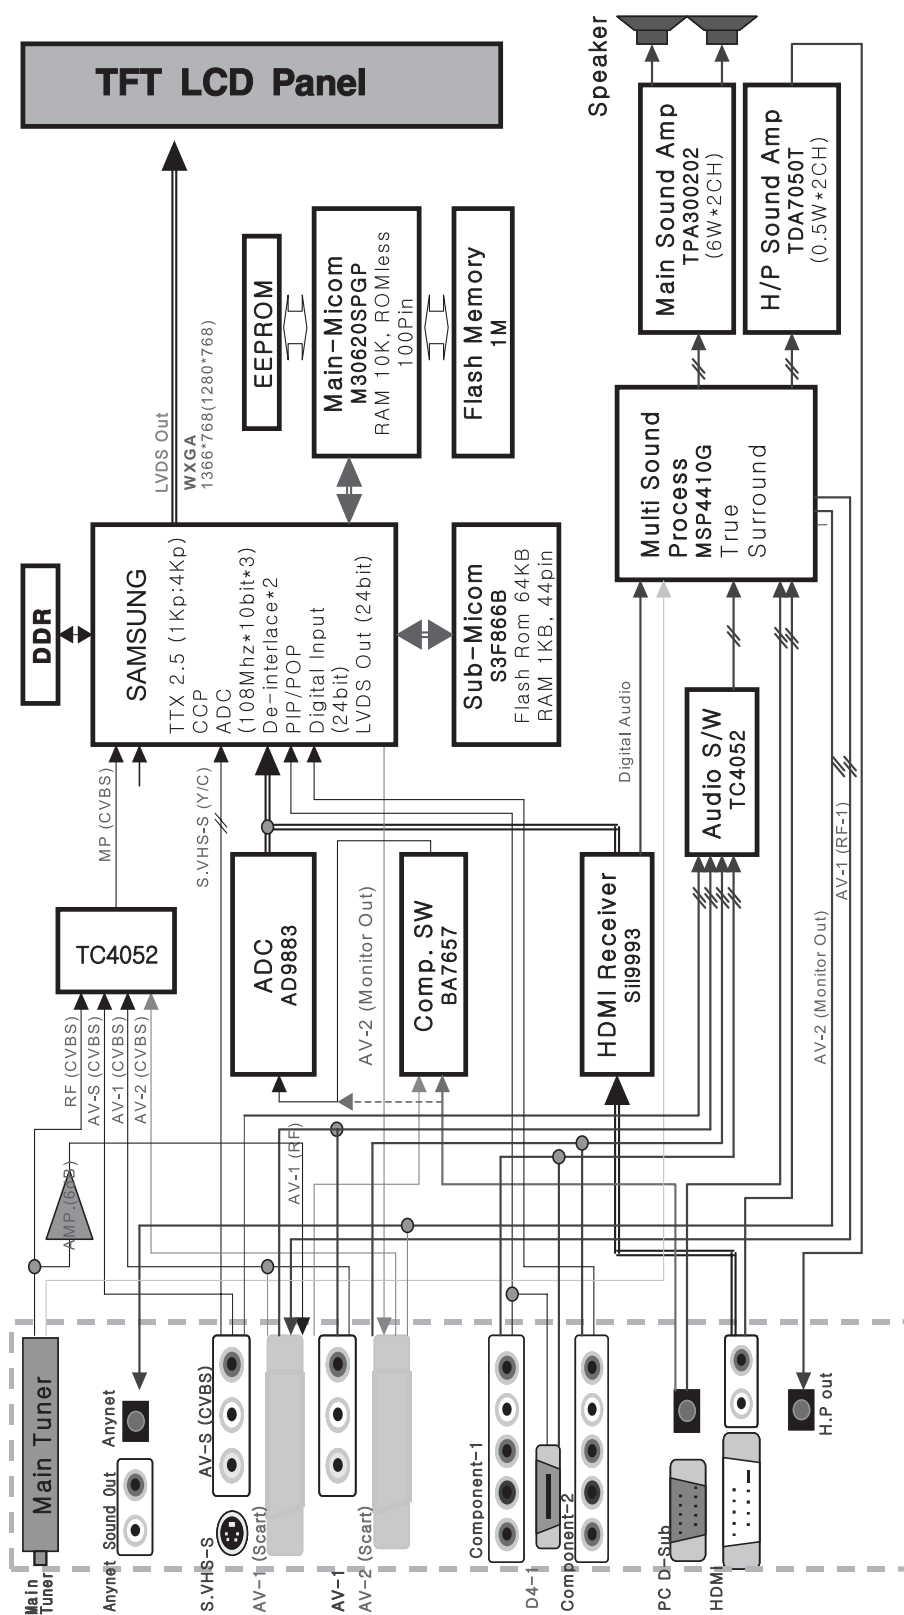 TFT LCD Panel
Speaker
Main Sound Amp
TPA300202
(6W*2CH)
H/P Sound Amp
TDA7050T
(0.5W*2CH)
LVDS Out
WXGA
1366*768(1280*768)
EEPROM
Main-Micom
M30620SPGP
RAM 10K, ROMless
100Pin
Flash Memory
1M
Multi Sound
Process
MSP4410G
True
Surround
DDR
SAMSUNG
TTX 2.5 (1Kp;4Kp)
CCP
ADC
(108Mhz*10bit*3)
De-interlace*2
PIP/POP
Digital Input
(24bit)
LVDS Out (24bit)
Sub-Micom
S3F866B
Flash Rom 64KB
RAM 1KB, 44pin
Digital Audio
Audio S/W
TC4052
MP (CVBS)
S.VHS-S (Y/C)
TC4052
ADC
AD9883
AV-2 (Monitor Out)
Comp. SW
BA7657
HDMI Receiver
SiI9993
AV-2 (Monitor Out)
AV-1 (RF-1)
RF (CVBS)
AV-S (CVBS)
AV-1 (CVBS)
AV-2 (CVBS)
AMP.(6dB)
AV-1 (RF)
Main Tuner
Main
Tuner
Anynet
Anynet Sound Out
AV-S (CVBS)
S.VHS-S
AV-1 (Scart)
AV-1
AV-2 (Scart)
Component-1
D4-1
Component-2
PC D-Sub
HDMI
H.P out